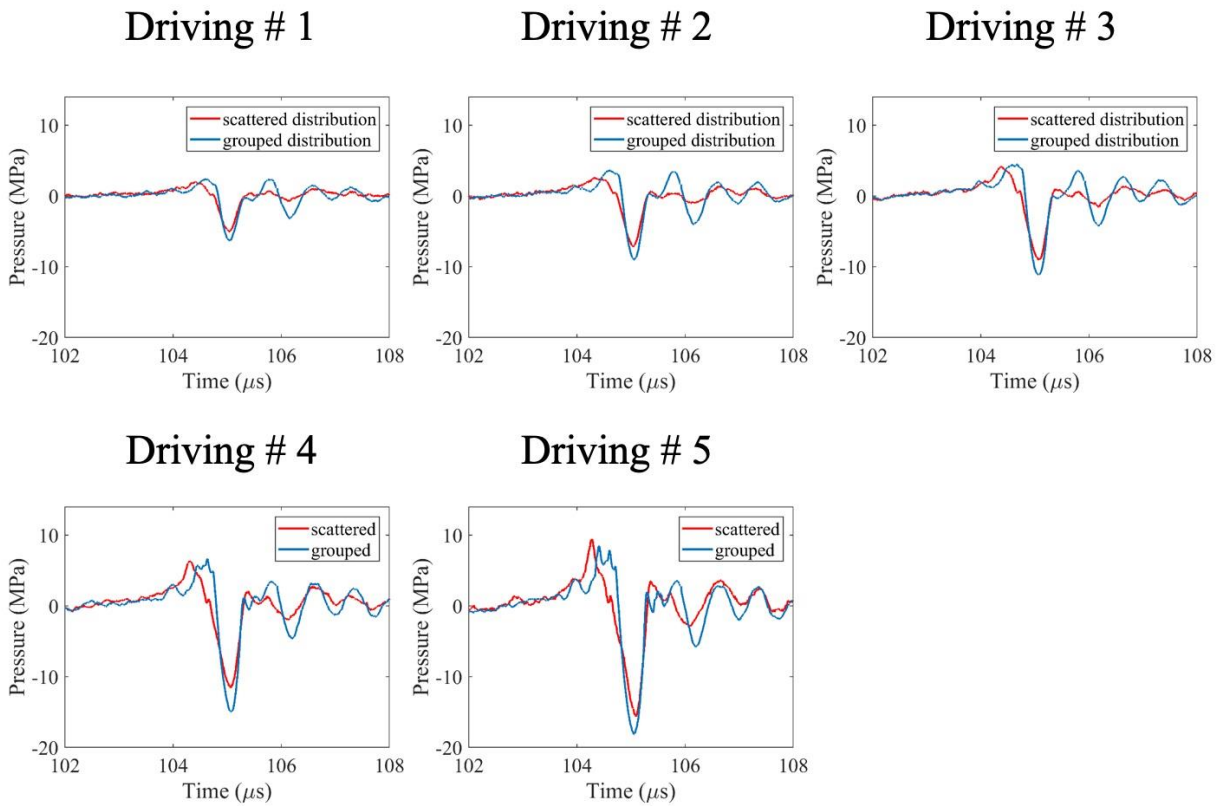 Driving # 1
Driving # 2
Driving # 3
scattered distribution
grouped distribution
10
0
-10
-20
Pressure (MPa)
102
104
106
108
Time (μs)
scattered distribution
grouped distribution
10
0
-10
-20
Pressure (MPa)
102
104
106
108
Time (μs)
scattered distribution
grouped distribution
10
0
-10
-20
Pressure (MPa)
102
104
106
108
Time (μs)
Driving # 4
Driving # 5
scattered
grouped
10
0
-10
-20
Pressure (MPa)
102
104
106
108
Time (μs)
scattered
grouped
10
0
-10
-20
Pressure (MPa)
102
104
106
108
Time (μs)